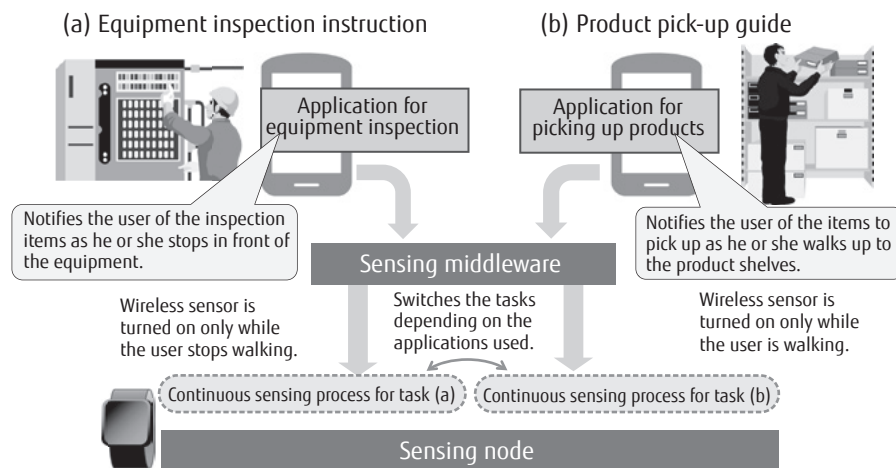 (a) Equipment inspection instruction
(b) Product pick-up guide
Application for
equipment inspection
Application for
picking up products
Notifies the user of the inspection
items as he or she stops in front of
the equipment.
Notifies the user of the items to
pick up as he or she walks up to
the product shelves.
Sensing middleware
Wireless sensor is
turned on only while
the user stops walking.
Switches the tasks
depending on the
applications used.
Wireless sensor is
turned on only while
the user is walking.
Continuous sensing process for task (a)
Continuous sensing process for task (b)
Sensing node